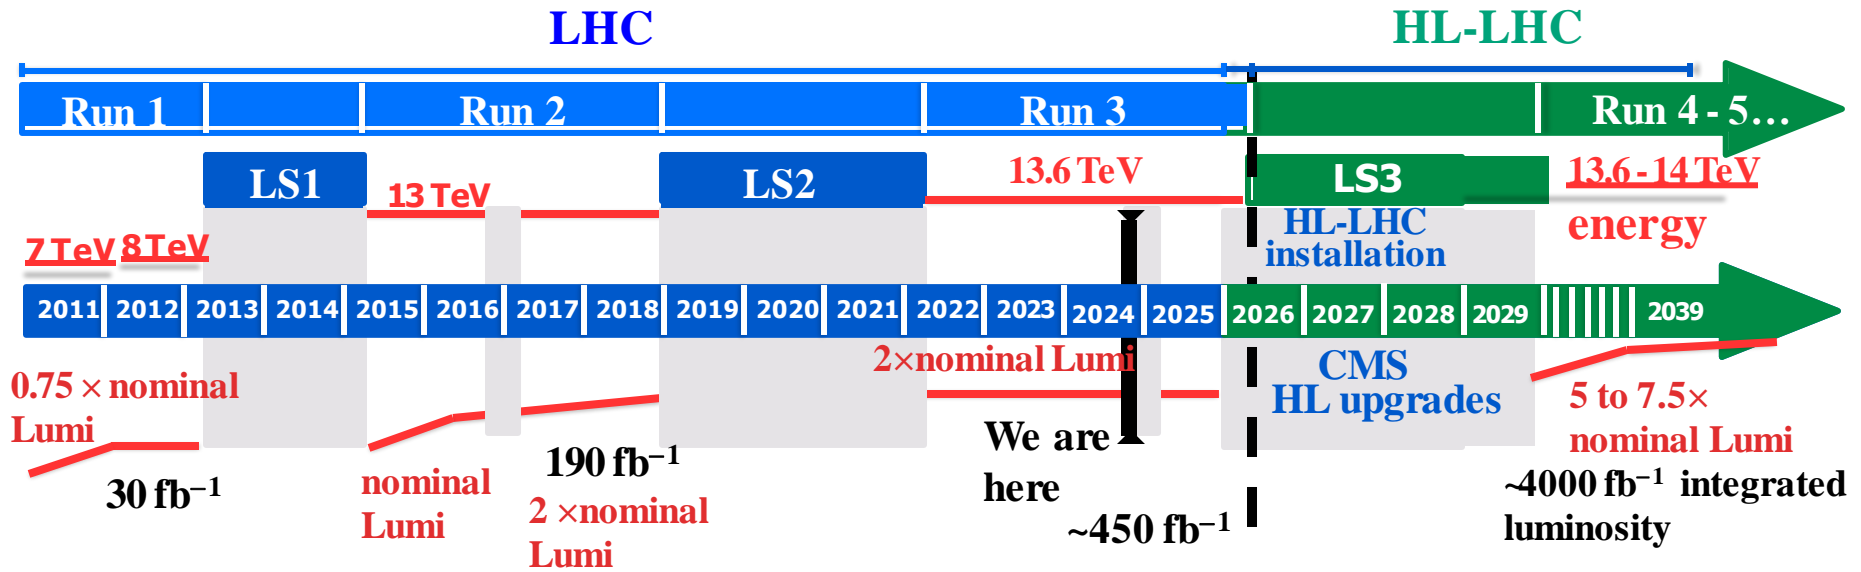 LHC
HL-LHC
Run 1
Run 2
Run 3
Run 4 - 5…
LS1
LS2
LS3
7 TeV
8 TeV
13 TeV
13.6 TeV
13.6 - 14 TeV
energy
HL-LHC
installation
2011 2012 2013 2014 2015 2016 2017 2018 2019 2020 2021 2022 2023 2024 2025 2026 2027 2028 2029 2039
0.75 × nominal
Lumi
30 fb⁻¹
nominal
Lumi
190 fb⁻¹
2 ×nominal
Lumi
2×nominal Lumi
We are
here
~450 fb⁻¹
CMS
HL upgrades
5 to 7.5×
nominal Lumi
~4000 fb⁻¹ integrated
luminosity